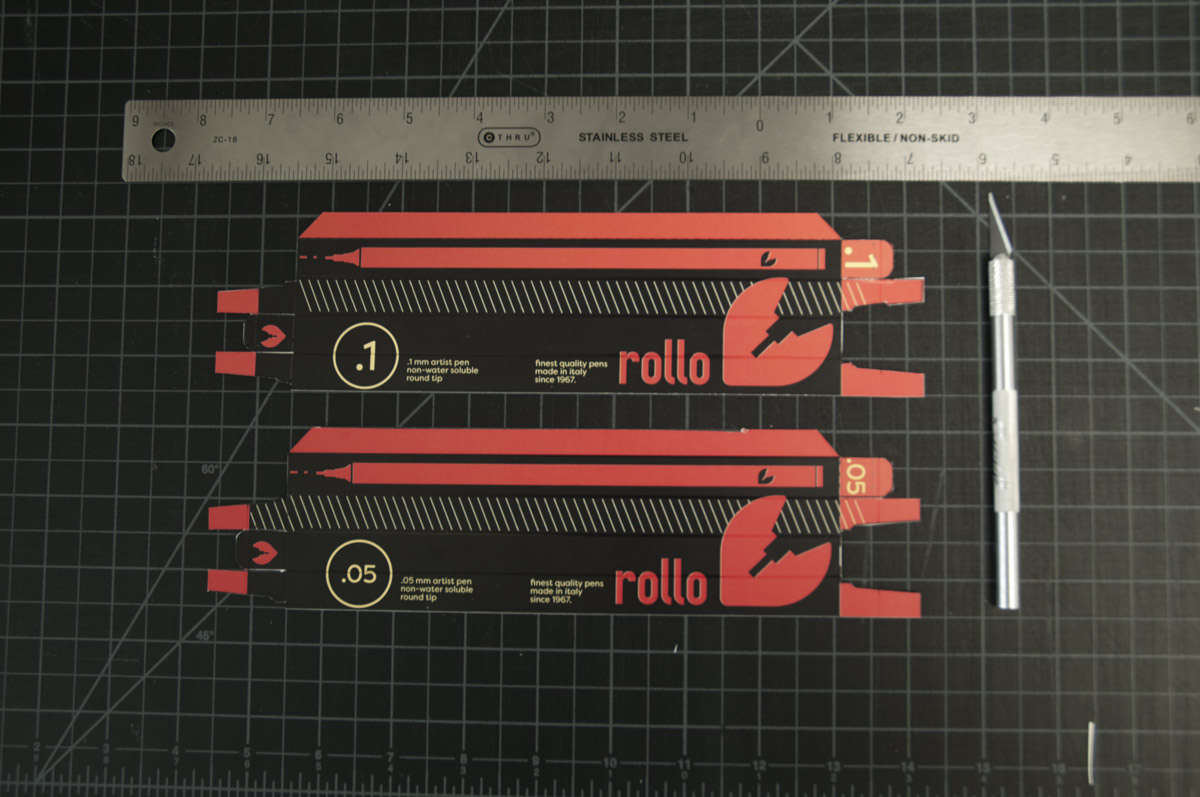 9 8 7 6 5 4 3 2 1 0 1 2 3 4 5 6
INCHES
ZC-18
C THRU®
STAINLESS STEEL
FLEXIBLE / NON-SKID
18 17 16 15 14 13 12 11 10 9 8 7 6 5 4
.1
.1
.1 mm artist pen
non-water soluble
round tip
finest quality pens
made in italy
since 1967.
rollo
.05
.05
.05 mm artist pen
non-water soluble
round tip
finest quality pens
made in italy
since 1967.
rollo
60°
45°
2 3 4 5 6 7 8 9 10 11 12 13 14 15 16 17